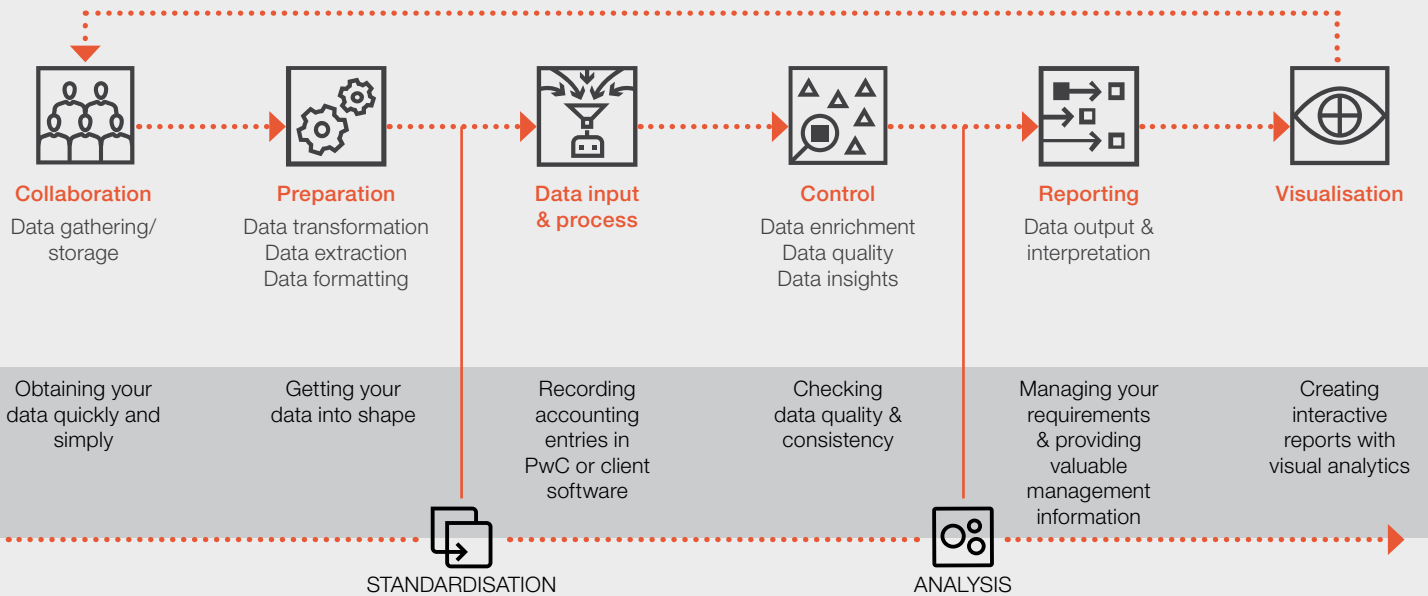 Collaboration
Data gathering/
storage
Preparation
Data transformation
Data extraction
Data formatting
Data input
& process
Control
Data enrichment
Data quality
Data insights
Reporting
Data output &
interpretation
Visualisation
Obtaining your
data quickly and
simply
Getting your
data into shape
Recording
accounting
entries in
PwC or client
software
Checking
data quality &
consistency
Managing your
requirements
& providing
valuable
management
information
Creating
interactive
reports with
visual analytics
STANDARDISATION
ANALYSIS